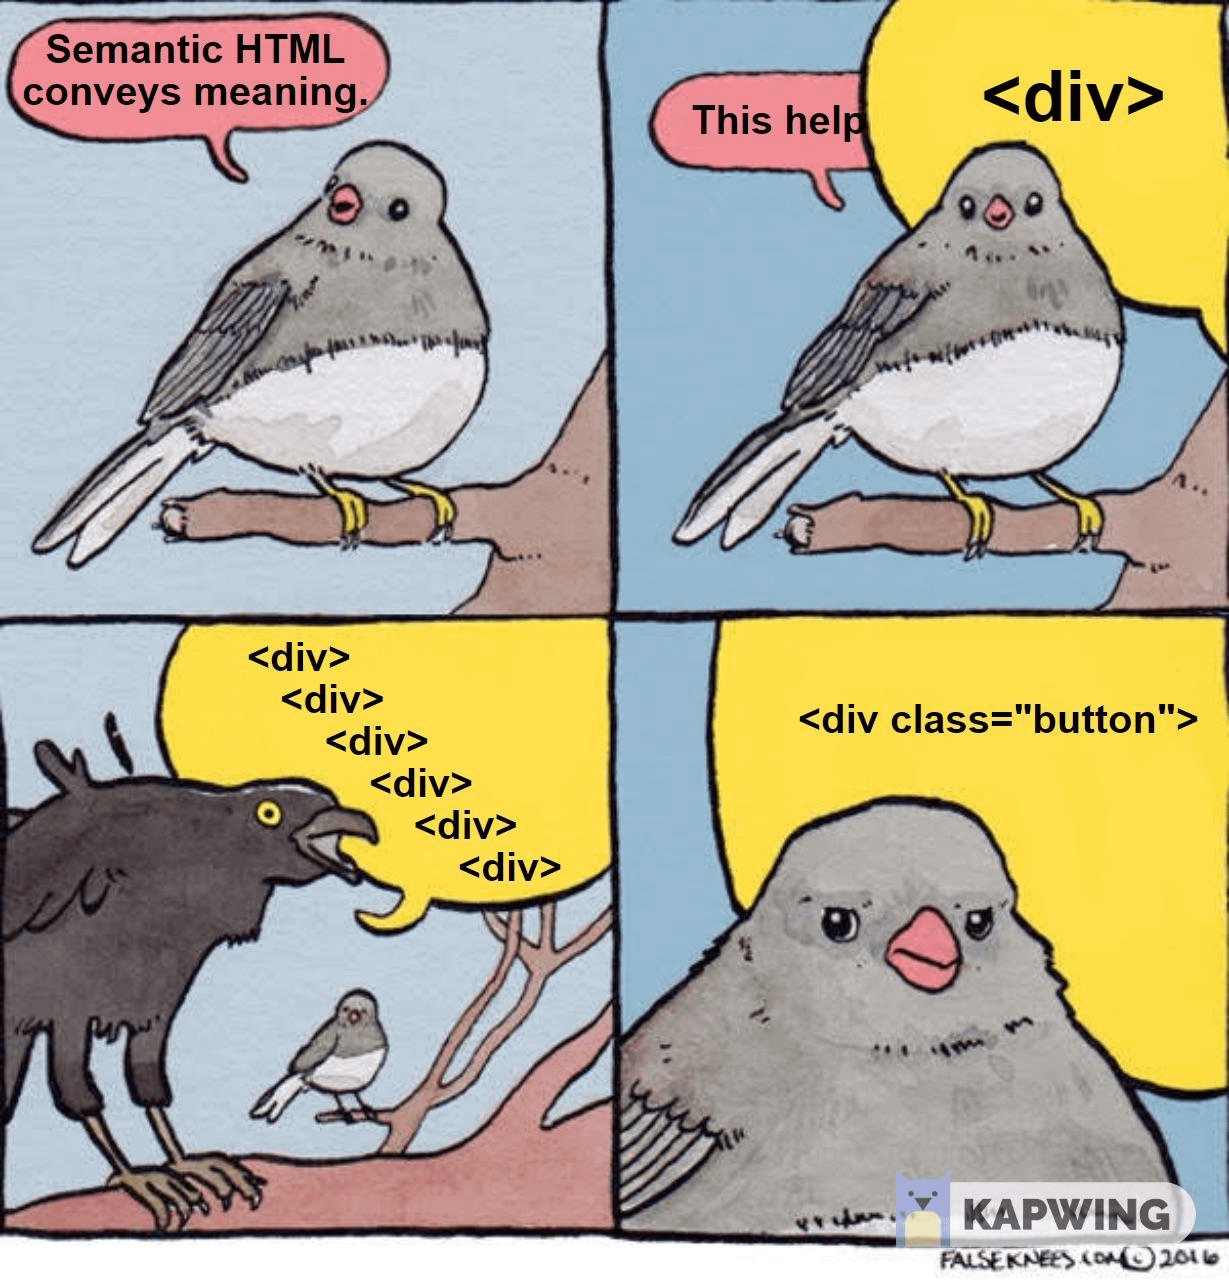 Semantic HTML
conveys meaning.
This help
<div>
<div>
<div>
<div>
<div>
<div>
<div>
<div class="button">
KAPWING
FALSEKNEES.COM © 2016